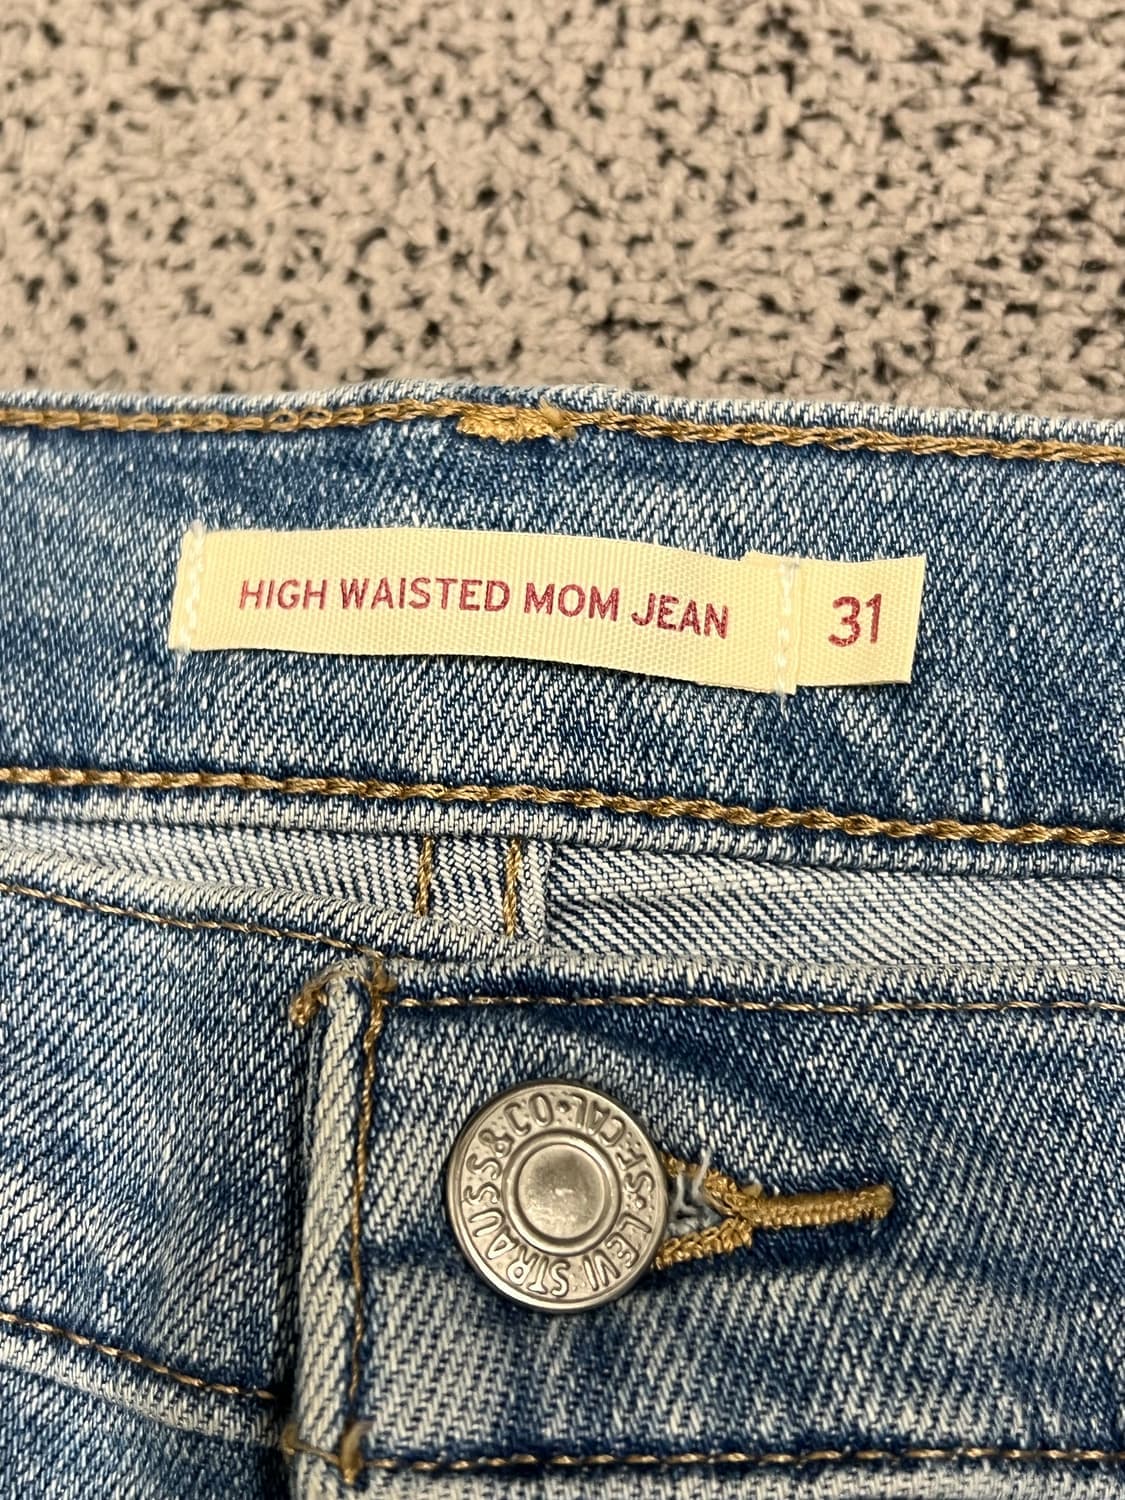 HIGH WAISTED MOM JEAN 31
LEVI STRAUSS & CO • S.F. CAL •